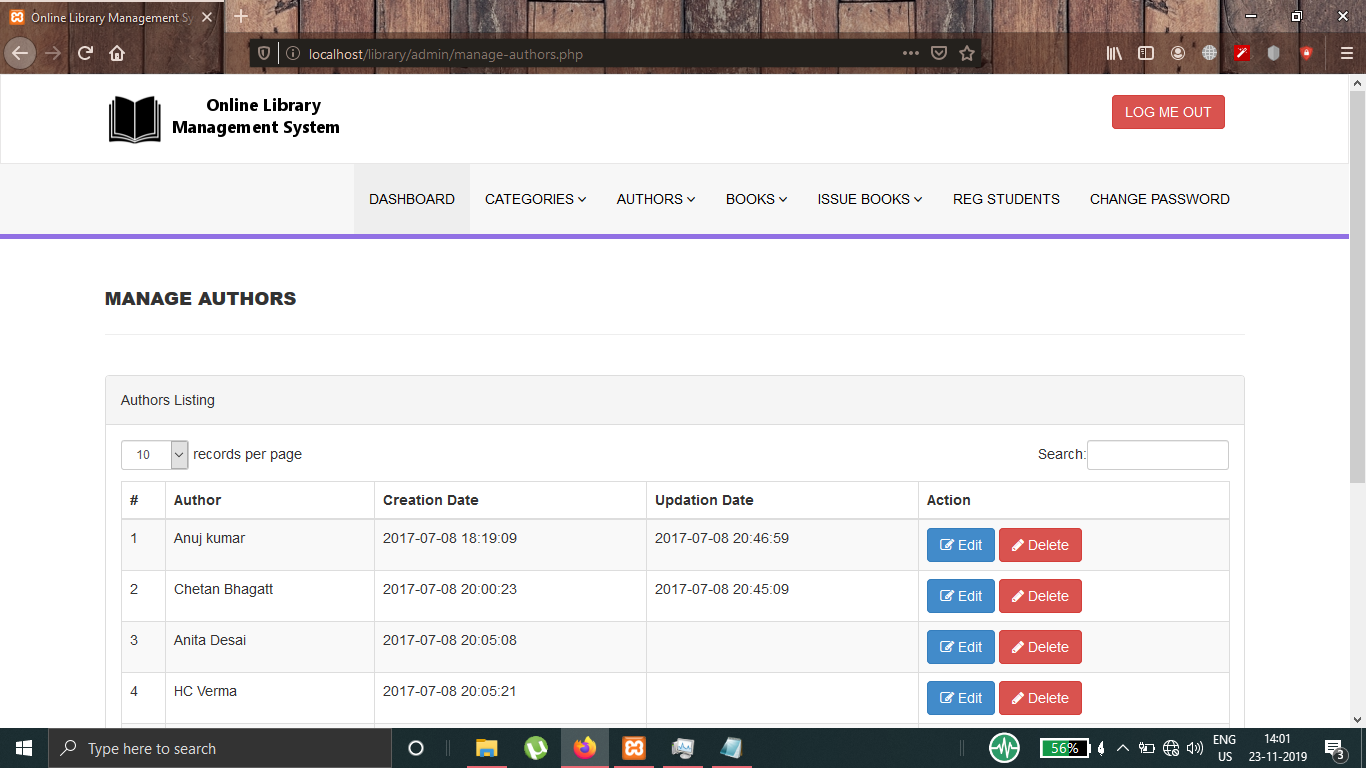 Online Library Management Sy
localhost/library/admin/manage-authors.php
Online Library
Management System
LOG ME OUT
DASHBOARD CATEGORIES AUTHORS BOOKS ISSUE BOOKS REG STUDENTS CHANGE PASSWORD
MANAGE AUTHORS
Authors Listing
10 records per page Search:
# Author Creation Date Updation Date Action
1 Anuj kumar 2017-07-08 18:19:09 2017-07-08 20:46:59 Edit Delete
2 Chetan Bhagatt 2017-07-08 20:00:23 2017-07-08 20:45:09 Edit Delete
3 Anita Desai 2017-07-08 20:05:08 Edit Delete
4 HC Verma 2017-07-08 20:05:21 Edit Delete
Type here to search
56%
ENG
US
14:01
23-11-2019
3